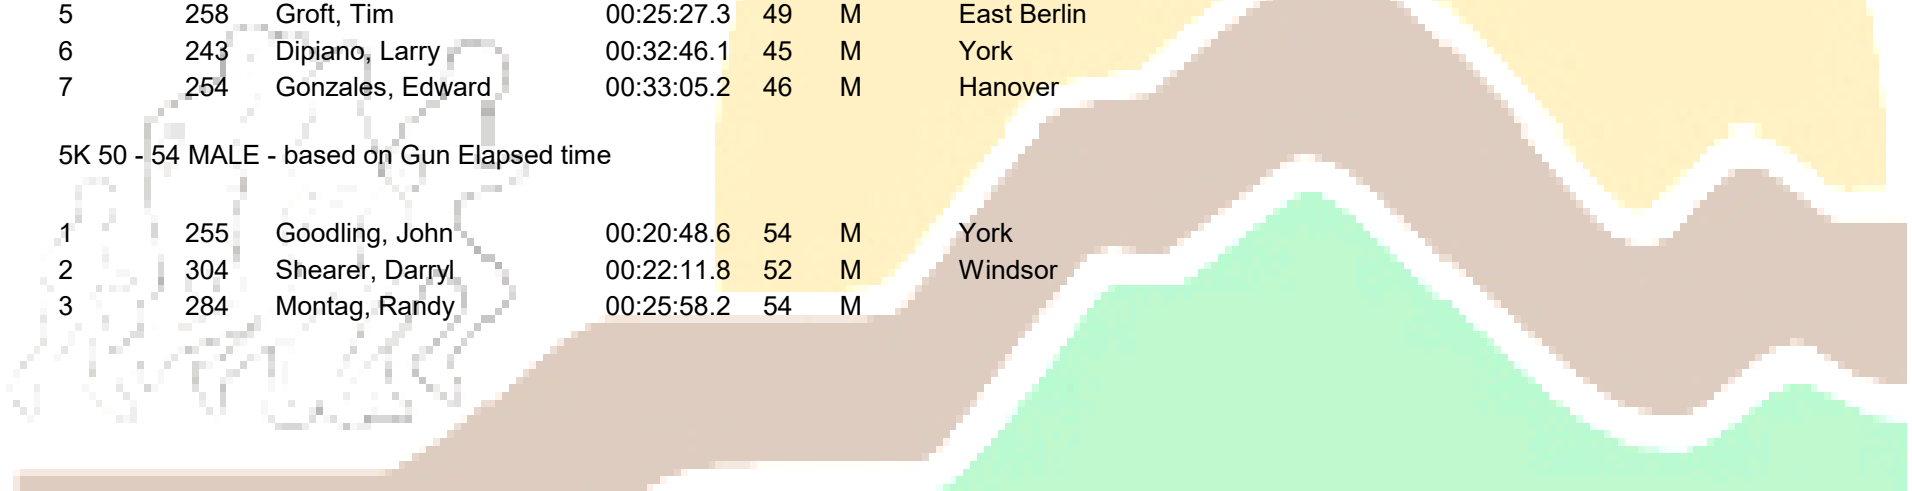 5 258 Groft, Tim 00:25:27.3 49 M East Berlin
6 243 Dipiano, Larry 00:32:46.1 45 M York
7 254 Gonzales, Edward 00:33:05.2 46 M Hanover
5K 50 - 54 MALE - based on Gun Elapsed time
1 255 Goodling, John 00:20:48.6 54 M York
2 304 Shearer, Darryl 00:22:11.8 52 M Windsor
3 284 Montag, Randy 00:25:58.2 54 M